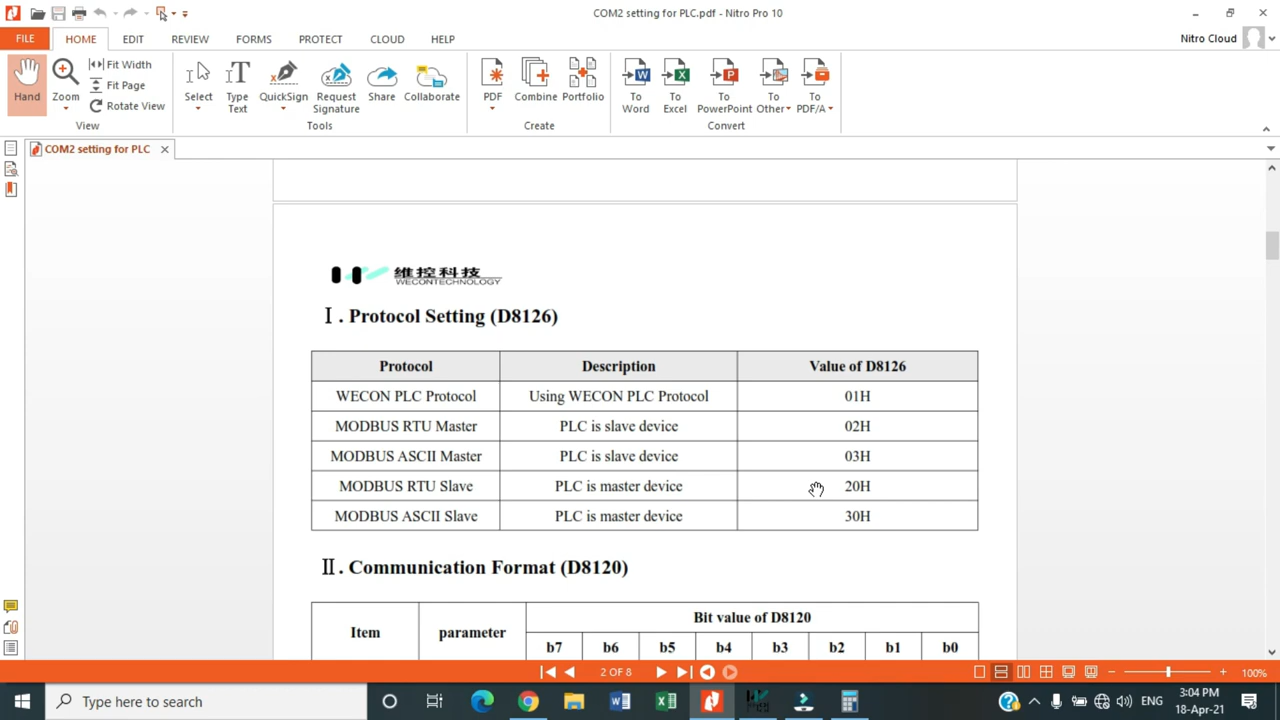 COM2 setting for PLC.pdf - Nitro Pro 10
FILE HOME EDIT REVIEW FORMS PROTECT CLOUD HELP Nitro Cloud
Hand
Zoom
Fit Width
Fit Page
Rotate View
View
Select
Type Text
QuickSign
Request Signature
Share
Collaborate
Tools
PDF
Combine
Portfolio
Create
To Word
To Excel
To PowerPoint
To Other
To PDF/A
Convert
COM2 setting for PLC
维控科技
WECONTECHNOLOGY
Ⅰ. Protocol Setting (D8126)
Protocol Description Value of D8126
WECON PLC Protocol Using WECON PLC Protocol 01H
MODBUS RTU Master PLC is slave device 02H
MODBUS ASCII Master PLC is slave device 03H
MODBUS RTU Slave PLC is master device 20H
MODBUS ASCII Slave PLC is master device 30H
Ⅱ. Communication Format (D8120)
Item parameter Bit value of D8120
b7 b6 b5 b4 b3 b2 b1 b0
2 OF 8
100%
Type here to search
ENG
3:04 PM
18-Apr-21